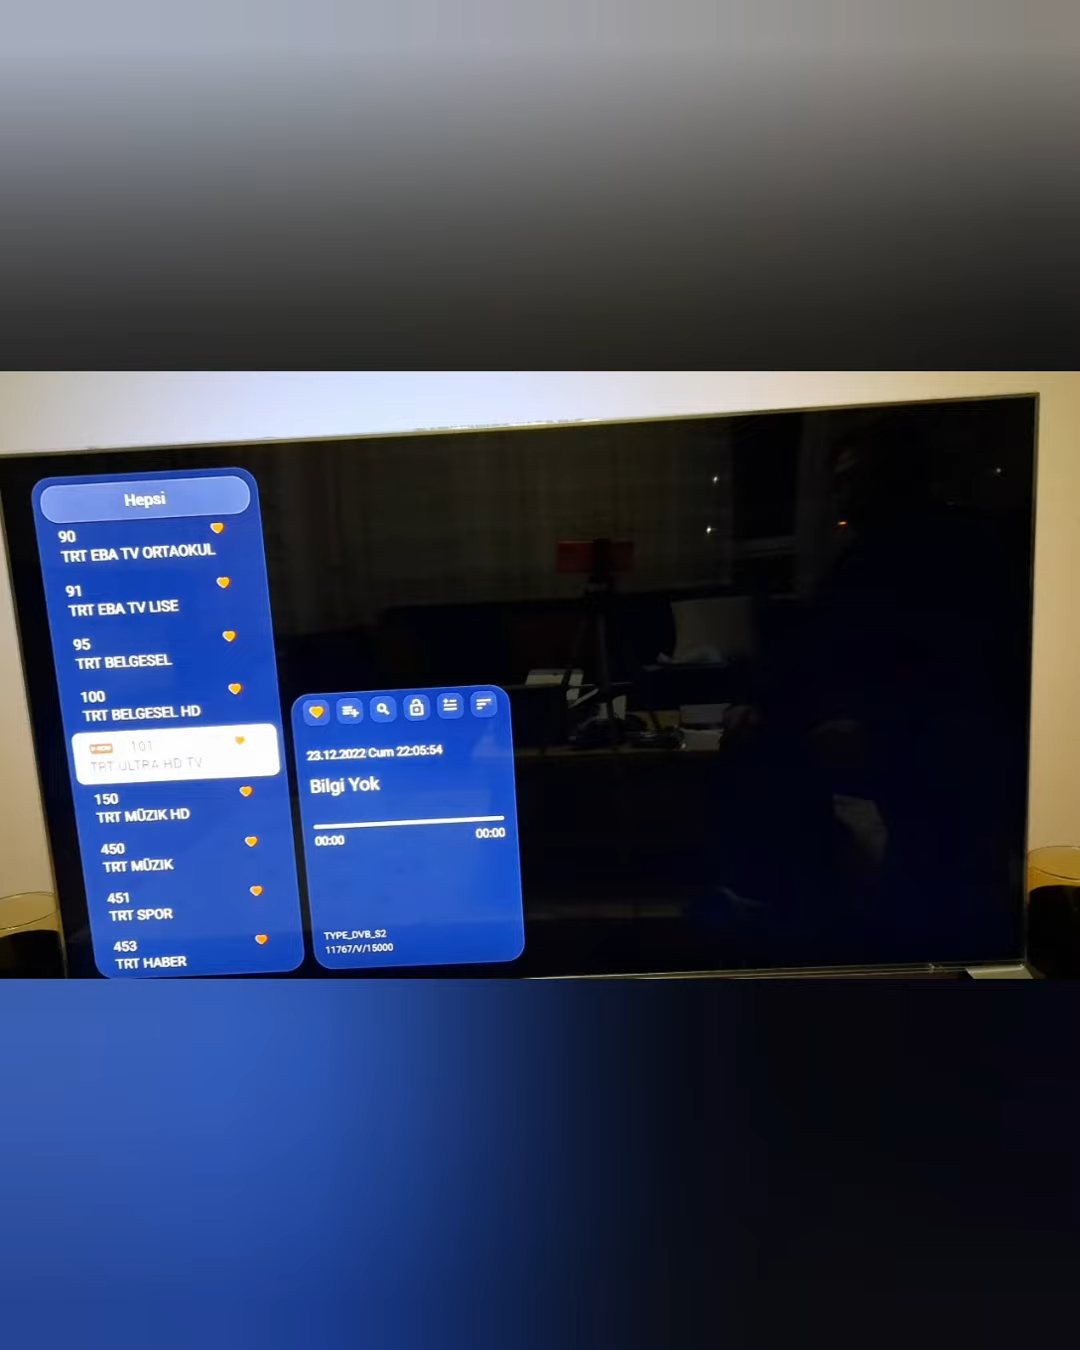 Hepsi
90
TRT EBA TV ORTAOKUL
91
TRT EBA TV LISE
95
TRT BELGESEL
100
TRT BELGESEL HD
101
TRT ULTRA HD TV
150
TRT MÜZIK HD
450
TRT MÜZIK
451
TRT SPOR
453
TRT HABER
23.12.2022 Cum 22:05:54
Bilgi Yok
00:00 00:00
TYPE_DVB_S2
11767/V/15000